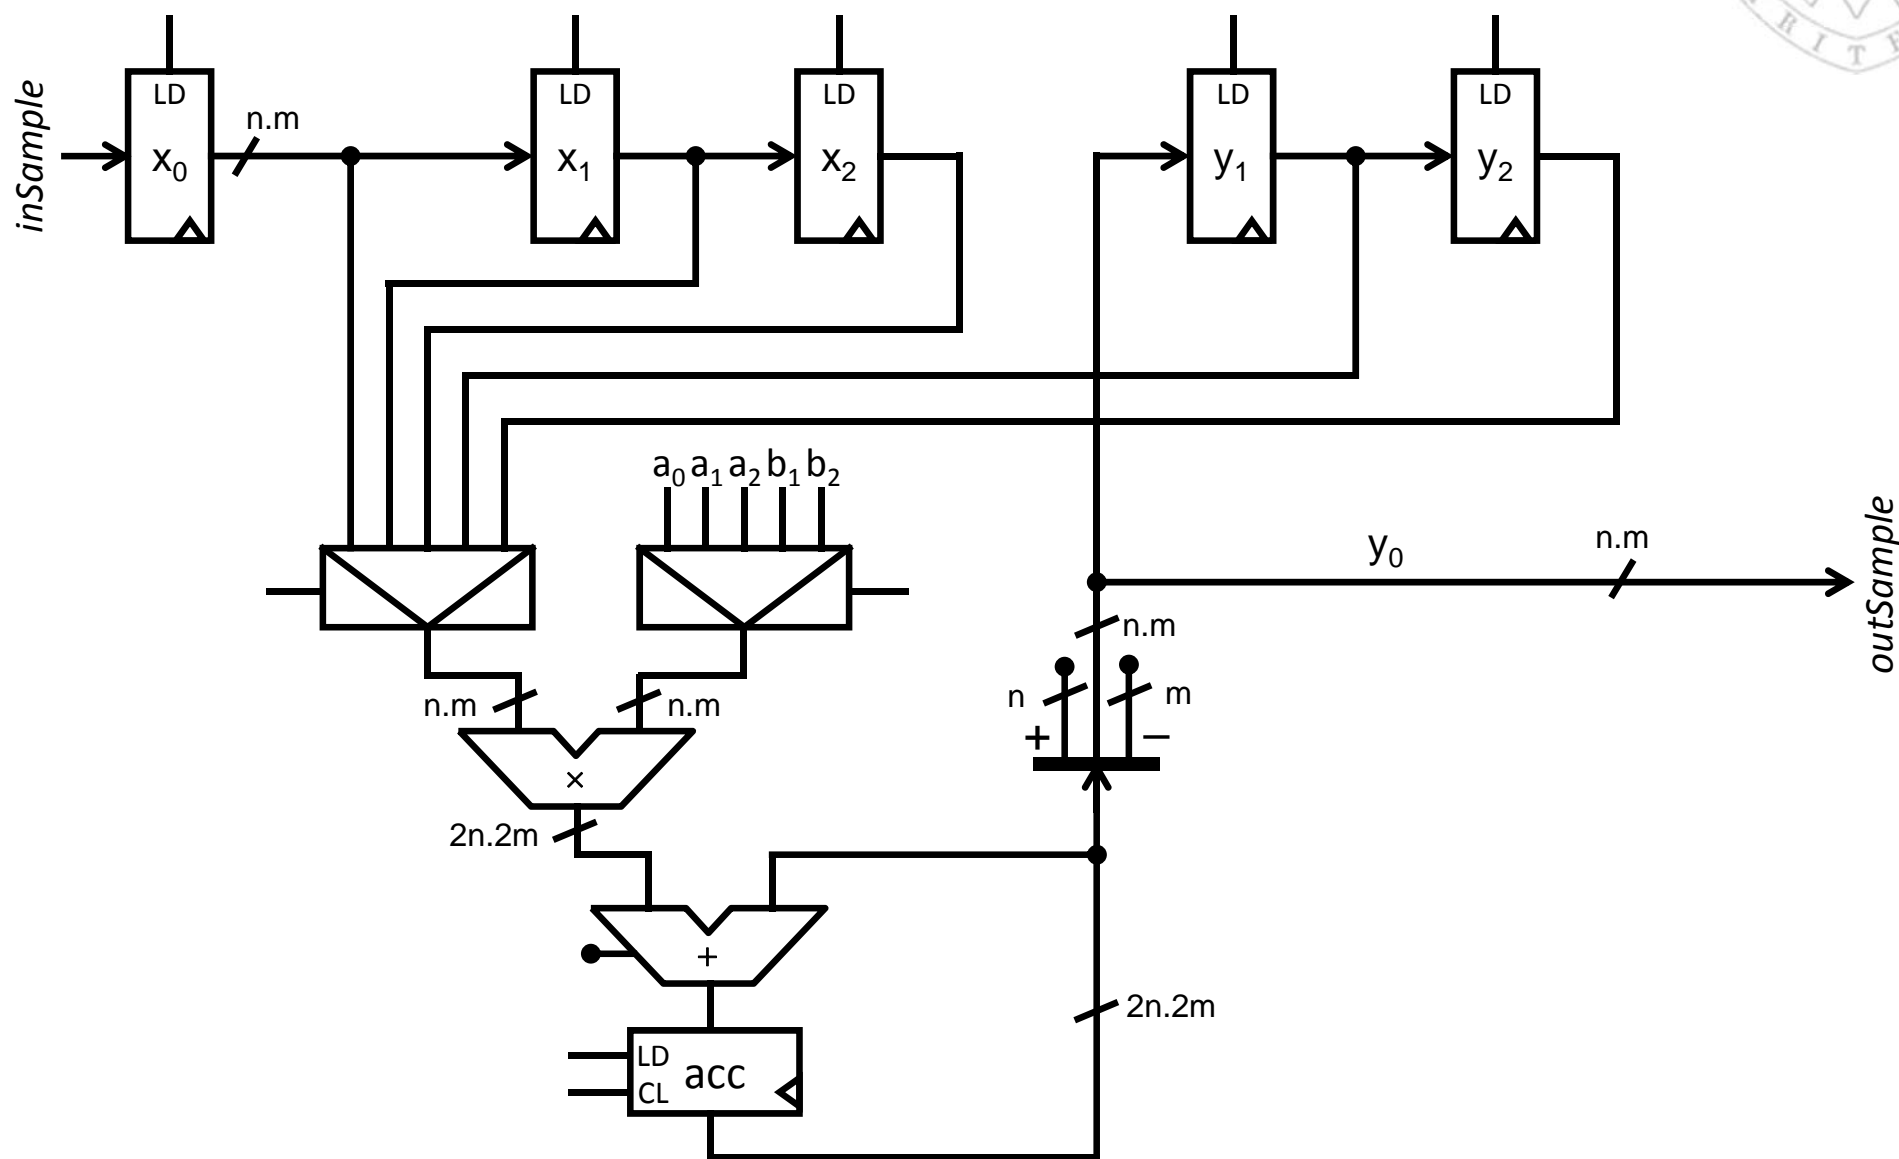 R I T E
LD LD LD LD LD
inSample
n.m
x0 x1 x2 y1 y2
a0 a1 a2 b1 b2
y0 n.m
outSample
n.m
n m
n.m n.m
+ −
×
2n.2m
+
2n.2m
LD acc
CL